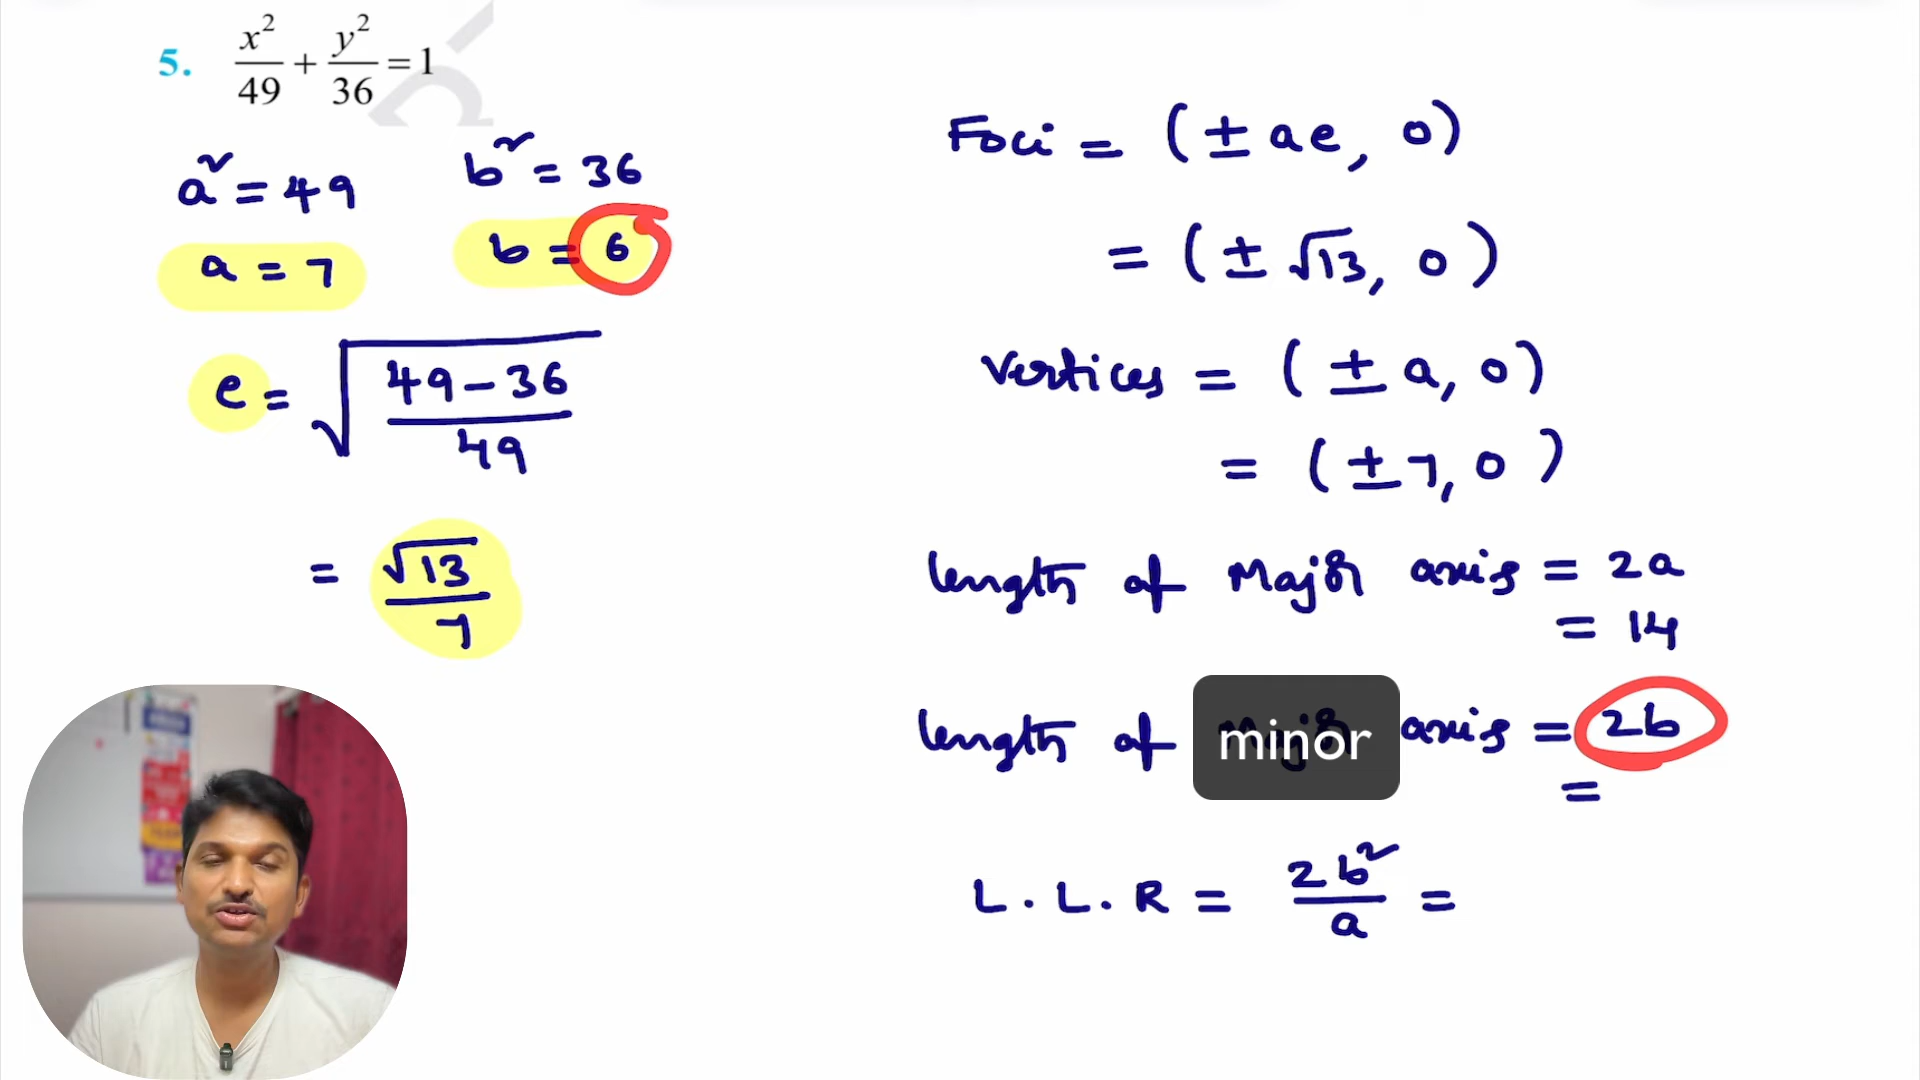 5. x²/49 + y²/36 = 1
a² = 49
b² = 36
a = 7
b = 6
e = √((49 − 36)/49)
= √13/7
Foci = (± ae, 0)
= (± √13, 0)
Vertices = (± a, 0)
= (± 7, 0)
length of Major axis = 2a
= 14
length of minor axis = 2b
=
L.L.R = 2b²/a =